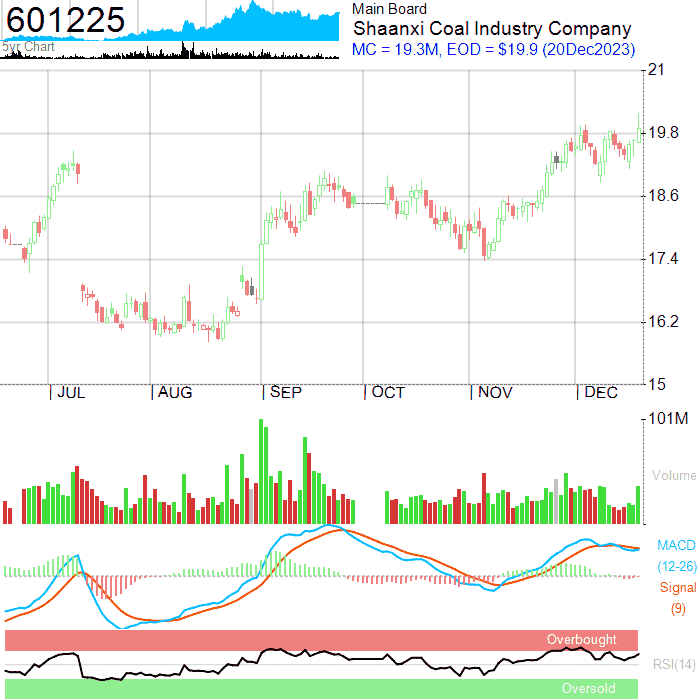 601225
5yr Chart
Main Board
Shaanxi Coal Industry Company
MC = 19.3M, EOD = $19.9 (20Dec2023)
21
19.8
18.6
17.4
16.2
15
JUL AUG SEP OCT NOV DEC
101M
Volume
MACD
(12-26)
Signal
(9)
Overbought
RSI(14)
Oversold